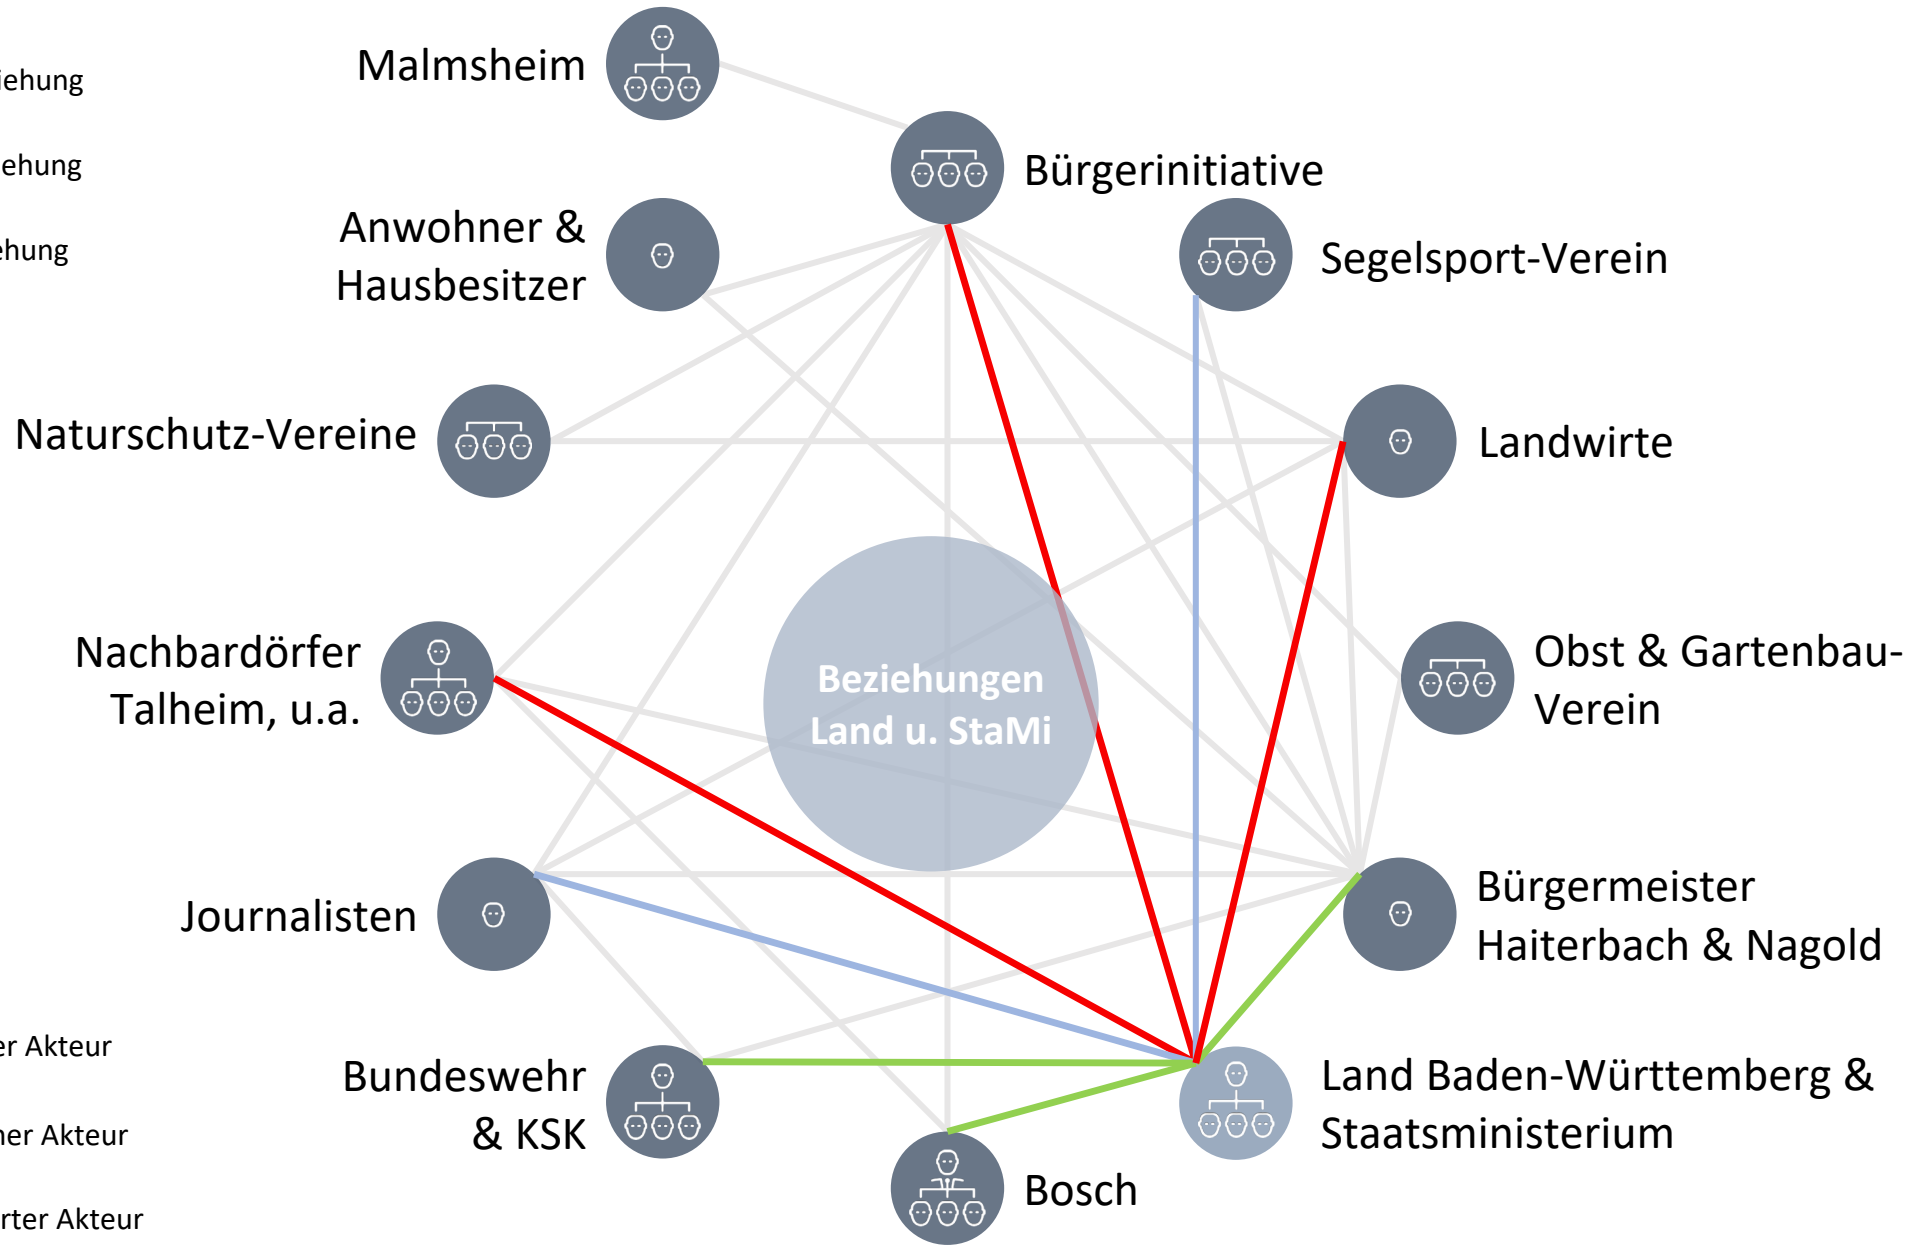 iehung
ehung
ehung
Malmsheim
Bürgerinitiative
Anwohner &
Hausbesitzer
Segelsport-Verein
Naturschutz-Vereine
Landwirte
Nachbardörfer
Talheim, u.a.
Beziehungen
Land u. StaMi
Obst & Gartenbau-
Verein
Journalisten
Bürgermeister
Haiterbach & Nagold
er Akteur
ner Akteur
rter Akteur
Bundeswehr
& KSK
Land Baden-Württemberg &
Staatsministerium
Bosch